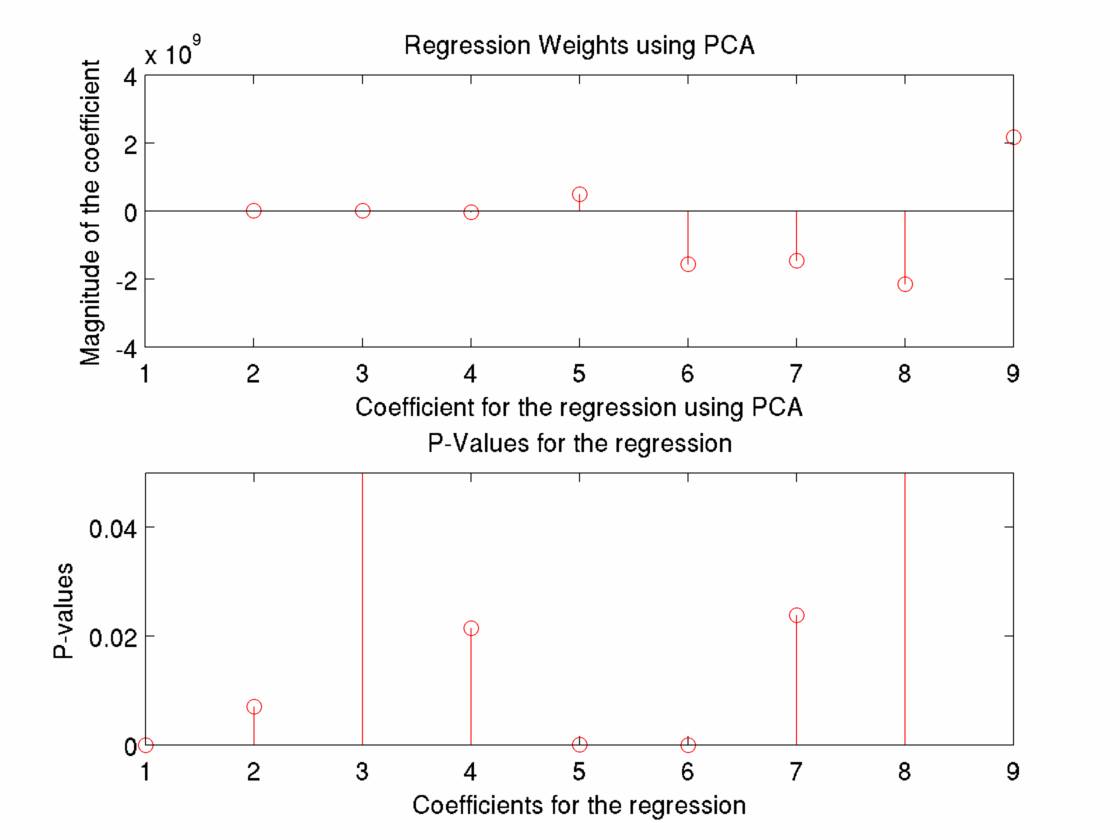 Regression Weights using PCA
x 10^9
Magnitude of the coefficient
4
2
0
-2
-4
1 2 3 4 5 6 7 8 9
Coefficient for the regression using PCA
P-Values for the regression
P-values
0.04
0.02
0
1 2 3 4 5 6 7 8 9
Coefficients for the regression